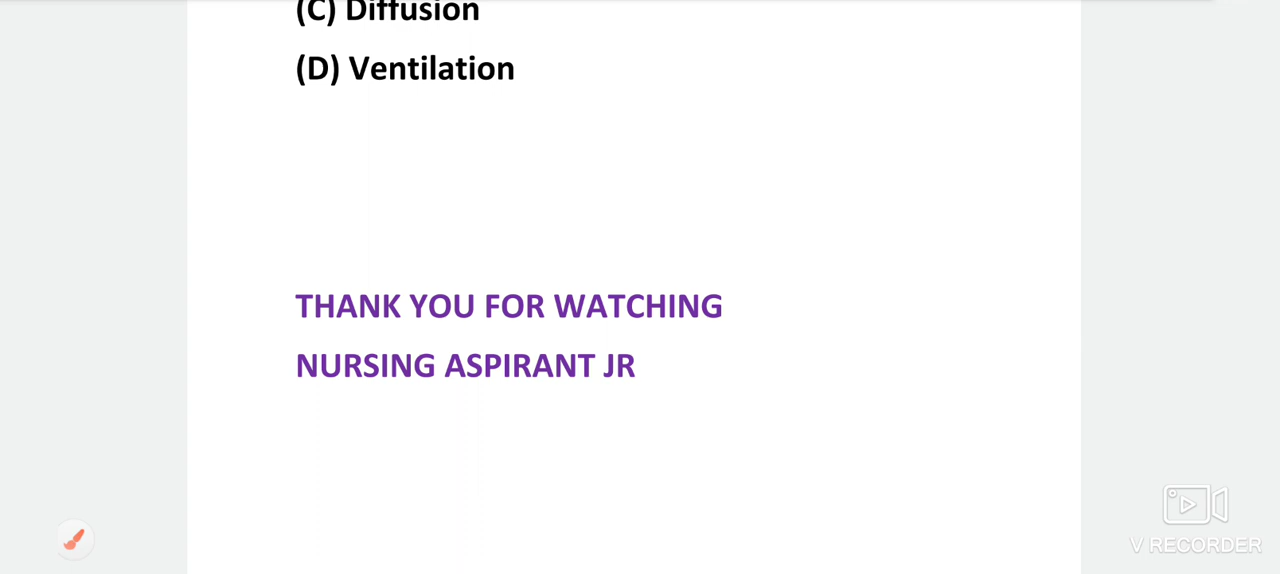 (C) Diffusion
(D) Ventilation
THANK YOU FOR WATCHING
NURSING ASPIRANT JR
V RECORDER